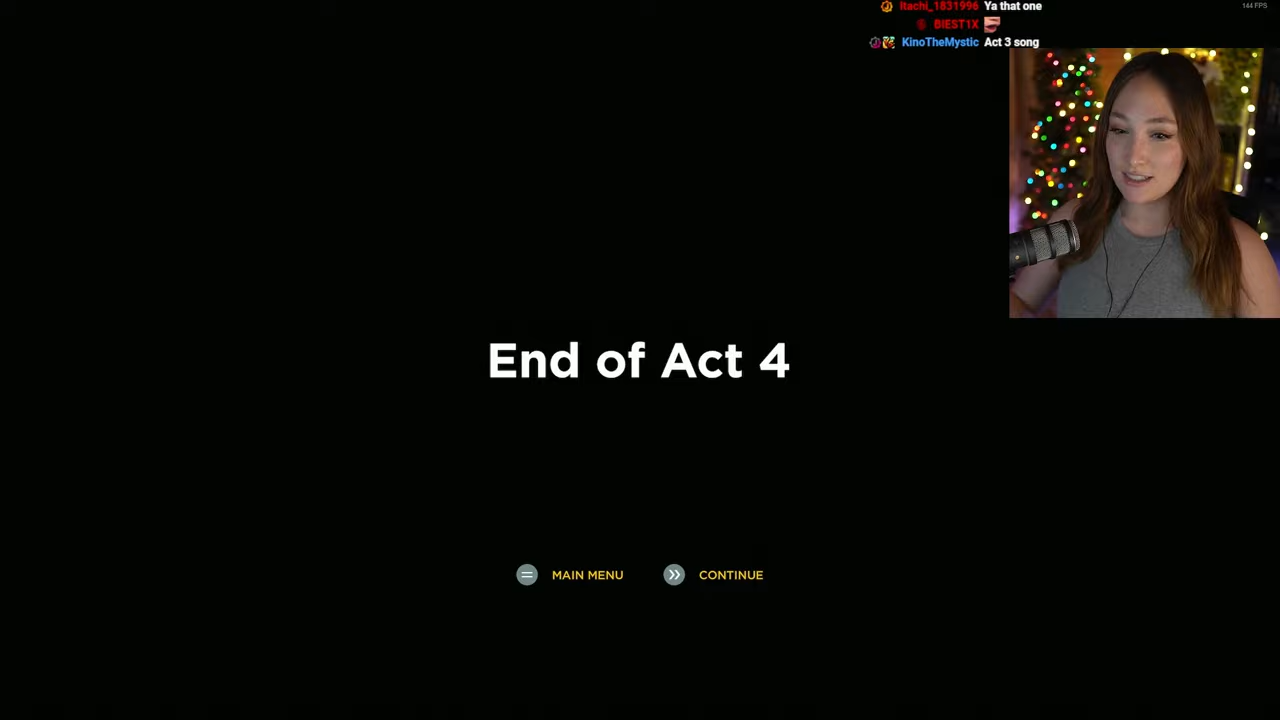 Itachi_1831996 Ya that one
BIEST1X
KinoTheMystic Act 3 song
144 FPS
End of Act 4
MAIN MENU
CONTINUE